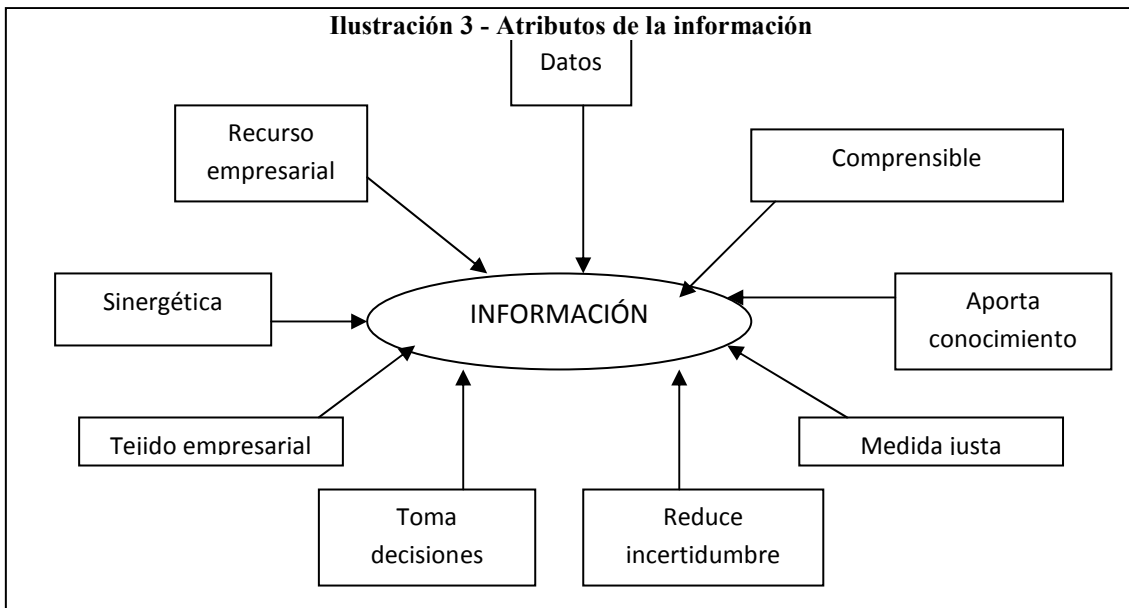 Ilustración 3 - Atributos de la información
Datos
Recurso
empresarial
Comprensible
Sinergética
INFORMACIÓN
Aporta
conocimiento
Tejido empresarial
Medida justa
Toma
decisiones
Reduce
incertidumbre